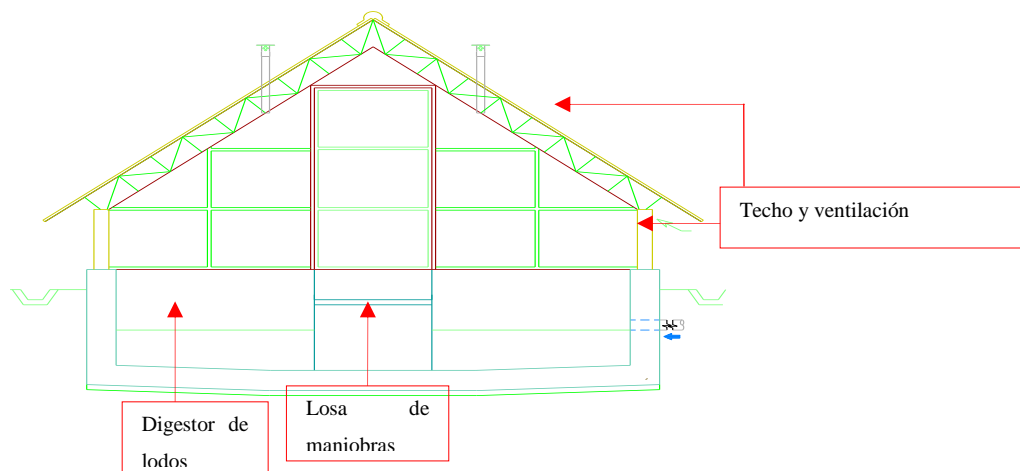 Techo y ventilación
Losa de
maniobras
Digestor de
lodos